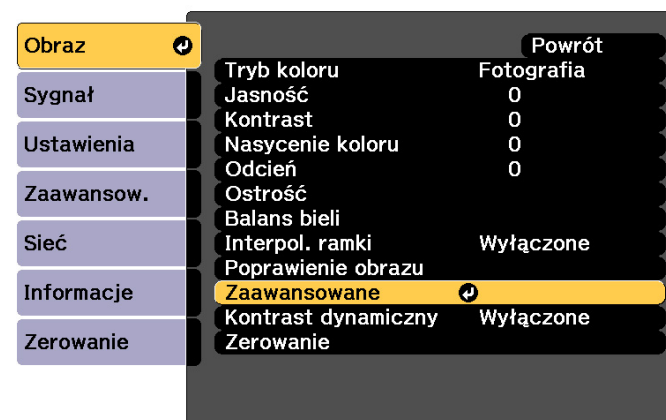 Obraz
Sygnał
Ustawienia
Zaawansow.
Sieć
Informacje
Zerowanie
Powrót
Tryb koloru Fotografia
Jasność 0
Kontrast 0
Nasycenie koloru 0
Odcień 0
Ostrość
Balans bieli
Interpol. ramki Wyłączone
Poprawienie obrazu
Zaawansowane
Kontrast dynamiczny Wyłączone
Zerowanie